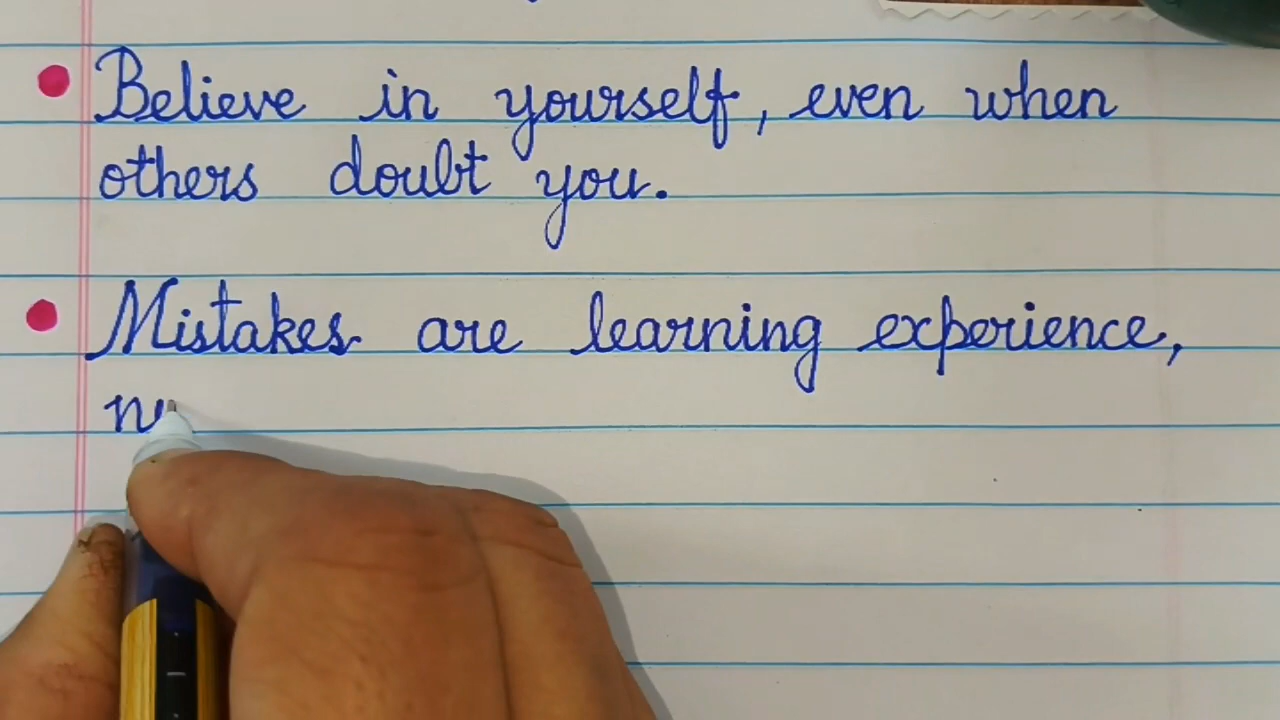 Believe in yourself, even when
others doubt you.
Mistakes are learning experience,